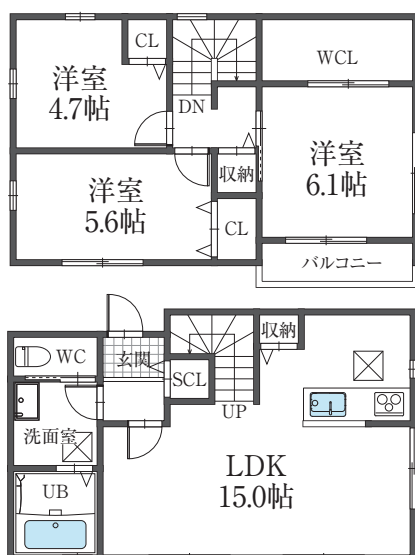 CL
WCL
洋室
4.7帖
DN
洋室
6.1帖
洋室
5.6帖
収納
CL
バルコニー
WC
玄関
収納
SCL
UP
洗面室
LDK
15.0帖
UB